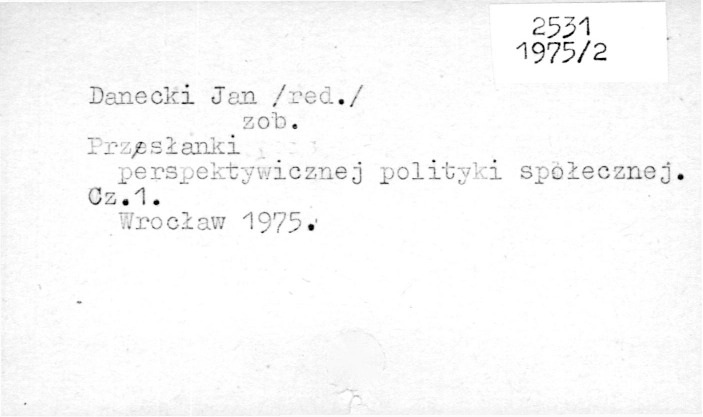 2531
1975/2
Danecki Jan /red./
zob.
Przesłanki
perspektywicznej polityki społecznej.
Cz.1.
Wrocław 1975.